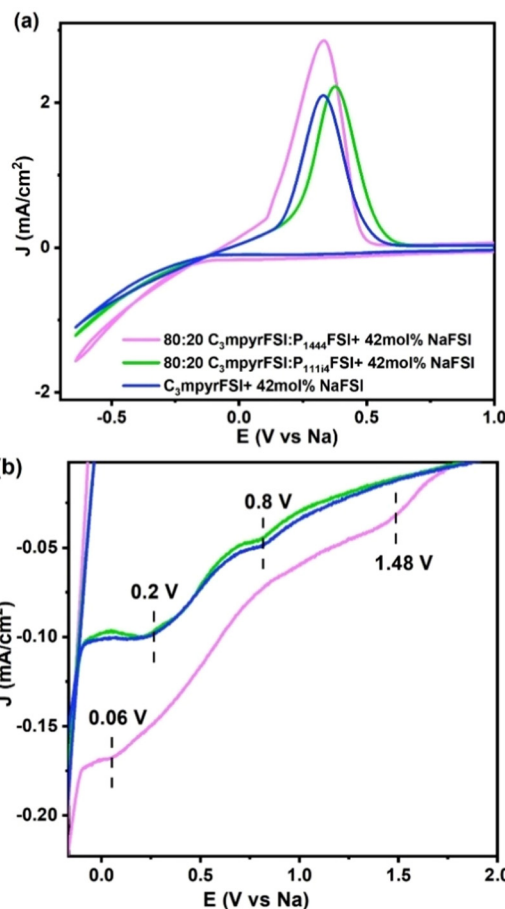 (a)
J (mA/cm²)
2
0
-2
80:20 C₃mpyrFSI:P₁₄₄₄FSI+ 42mol% NaFSI
80:20 C₃mpyrFSI:P₁₁₁ᵢ₄FSI+ 42mol% NaFSI
C₃mpyrFSI+ 42mol% NaFSI
-0.5
0.0
0.5
1.0
E (V vs Na)
(b)
J (mA/cm²)
-0.05
-0.10
-0.15
-0.20
0.8 V
1.48 V
0.2 V
0.06 V
0.0
0.5
1.0
1.5
2.0
E (V vs Na)